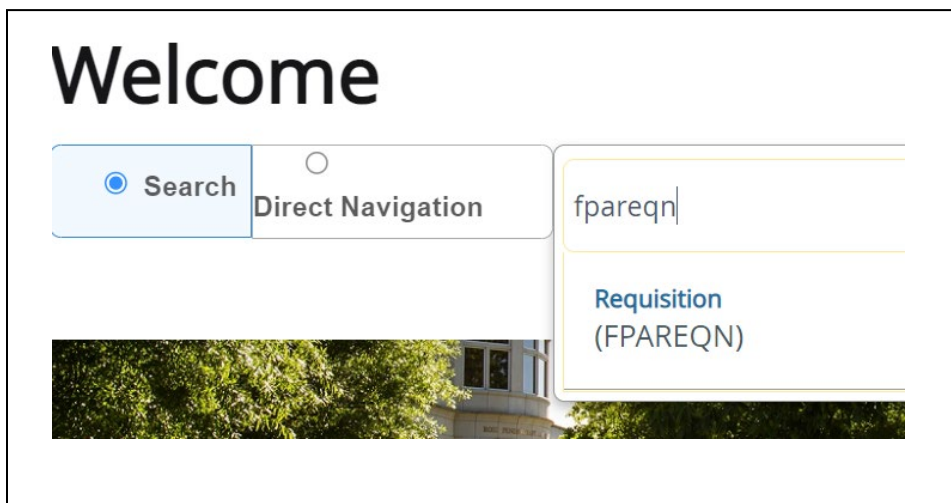 Welcome
Search
Direct Navigation
fpareqn
Requisition
(FPAREQN)